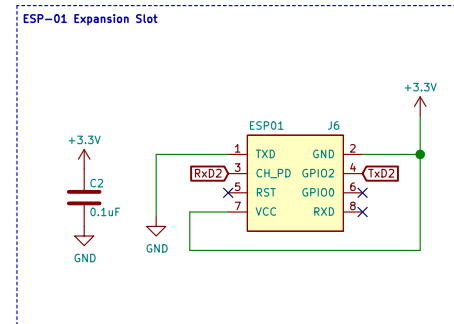 ESP-01 Expansion Slot
+3.3V
ESP01 J6
+3.3V
1 TXD GND 2
RxD2 3 CH_PD GPIO2 4 TxD2
5 RST GPIO0 6
7 VCC RXD 8
C2
0.1uF
GND
GND